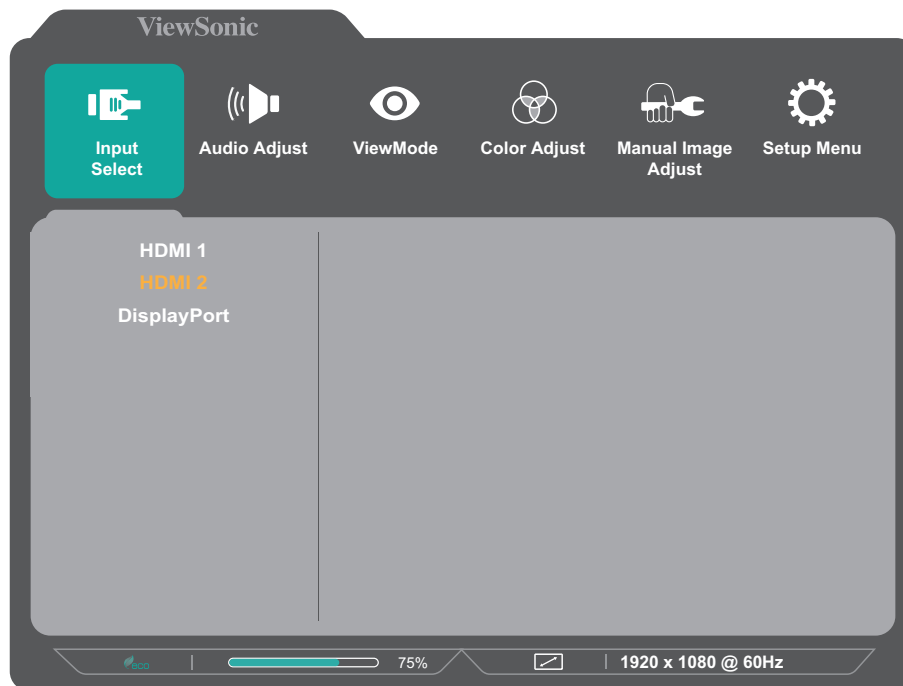 ViewSonic
Input
Select
Audio Adjust
ViewMode
Color Adjust
Manual Image
Adjust
Setup Menu
HDMI 1
HDMI 2
DisplayPort
ECO
75%
1920 x 1080 @ 60Hz